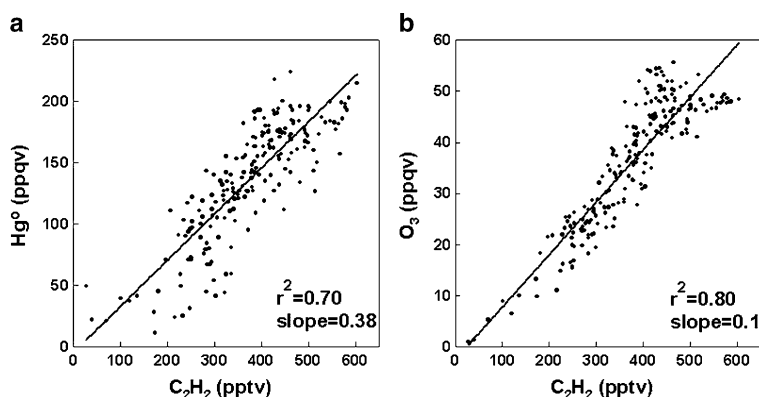 a
250
200
150
100
50
0
Hg⁰ (ppqv)
0 100 200 300 400 500 600
C₂H₂ (pptv)
r²=0.70
slope=0.38
b
60
50
40
30
20
10
0
O₃ (ppqv)
0 100 200 300 400 500 600
C₂H₂ (pptv)
r²=0.80
slope=0.1